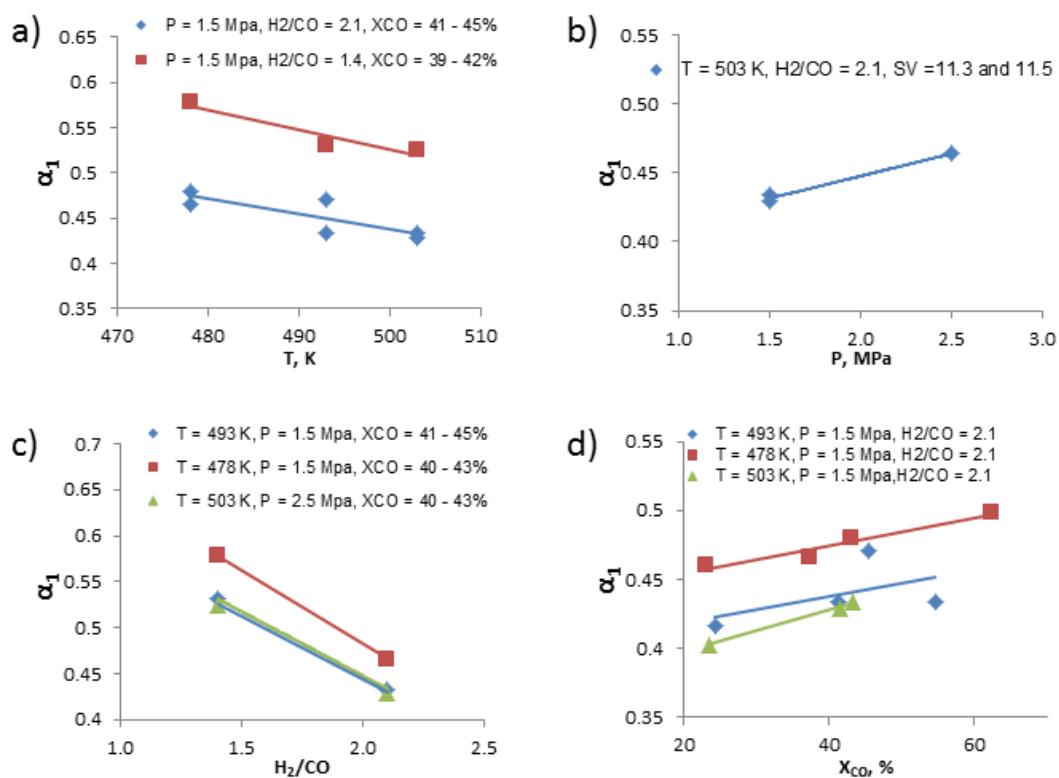 a)
P = 1.5 Mpa, H2/CO = 2.1, XCO = 41 - 45%
P = 1.5 Mpa, H2/CO = 1.4, XCO = 39 - 42%
0.65
0.6
0.55
0.5
0.45
0.4
0.35
α1
470 480 490 500 510
T, K
b)
T = 503 K, H2/CO = 2.1, SV =11.3 and 11.5
0.55
0.50
0.45
0.40
0.35
α1
1.0 1.5 2.0 2.5 3.0
P, MPa
c)
T = 493 K, P = 1.5 Mpa, XCO = 41 - 45%
T = 478 K, P = 1.5 Mpa, XCO = 40 - 43%
T = 503 K, P = 2.5 Mpa, XCO = 40 - 43%
0.7
0.6
0.55
0.5
0.45
0.4
α1
1.0 1.5 2.0 2.5
H2/CO
d)
T = 493 K, P = 1.5 Mpa, H2/CO = 2.1
T = 478 K, P = 1.5 Mpa, H2/CO = 2.1
T = 503 K, P = 1.5 Mpa,H2/CO = 2.1
0.55
0.5
0.45
0.4
0.35
α1
20 40 60
XCO, %